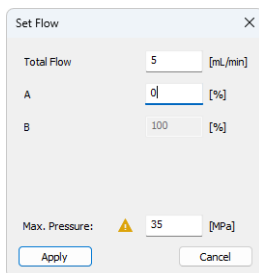 Set Flow
Total Flow 5 [mL/min]
A 0 [%]
B 100 [%]
Max. Pressure: 35 [MPa]
Apply Cancel